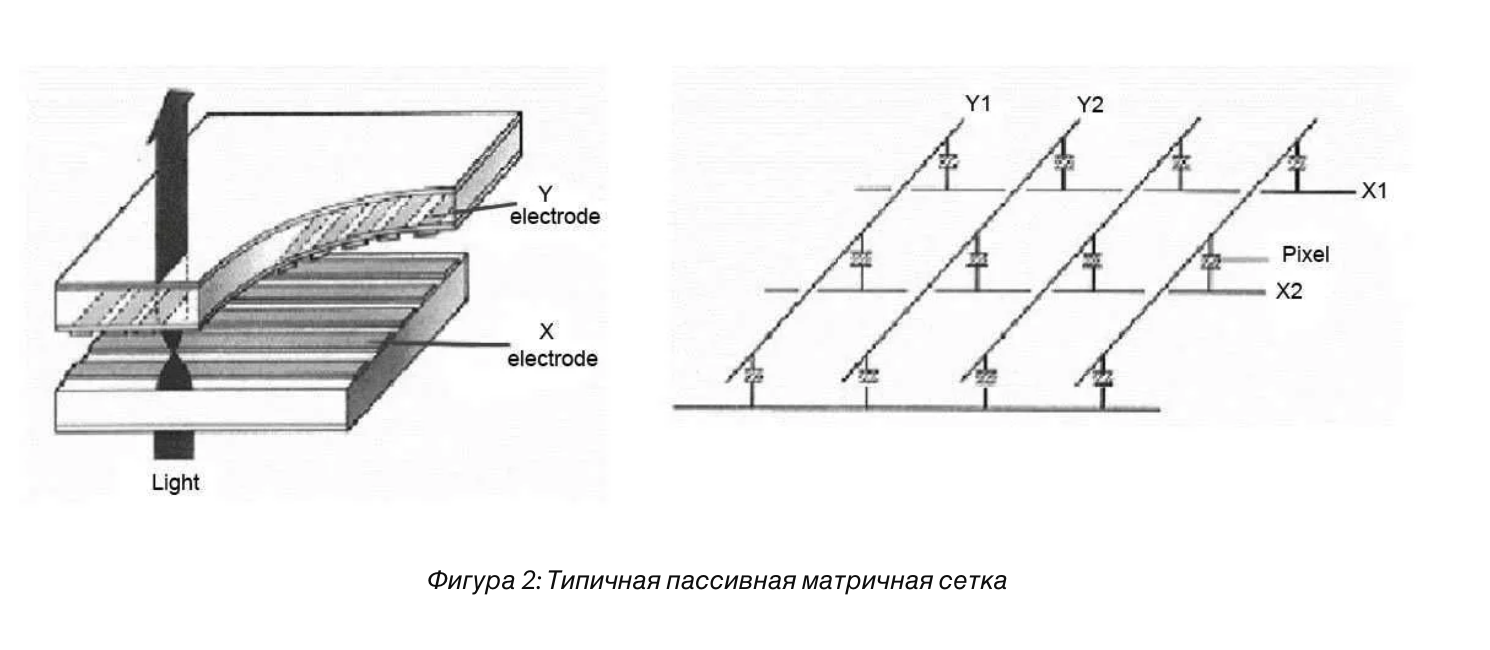 Y1 Y2
Y
electrode
X1
Pixel
X2
X
electrode
Light
Фигура 2: Типичная пассивная матричная сетка